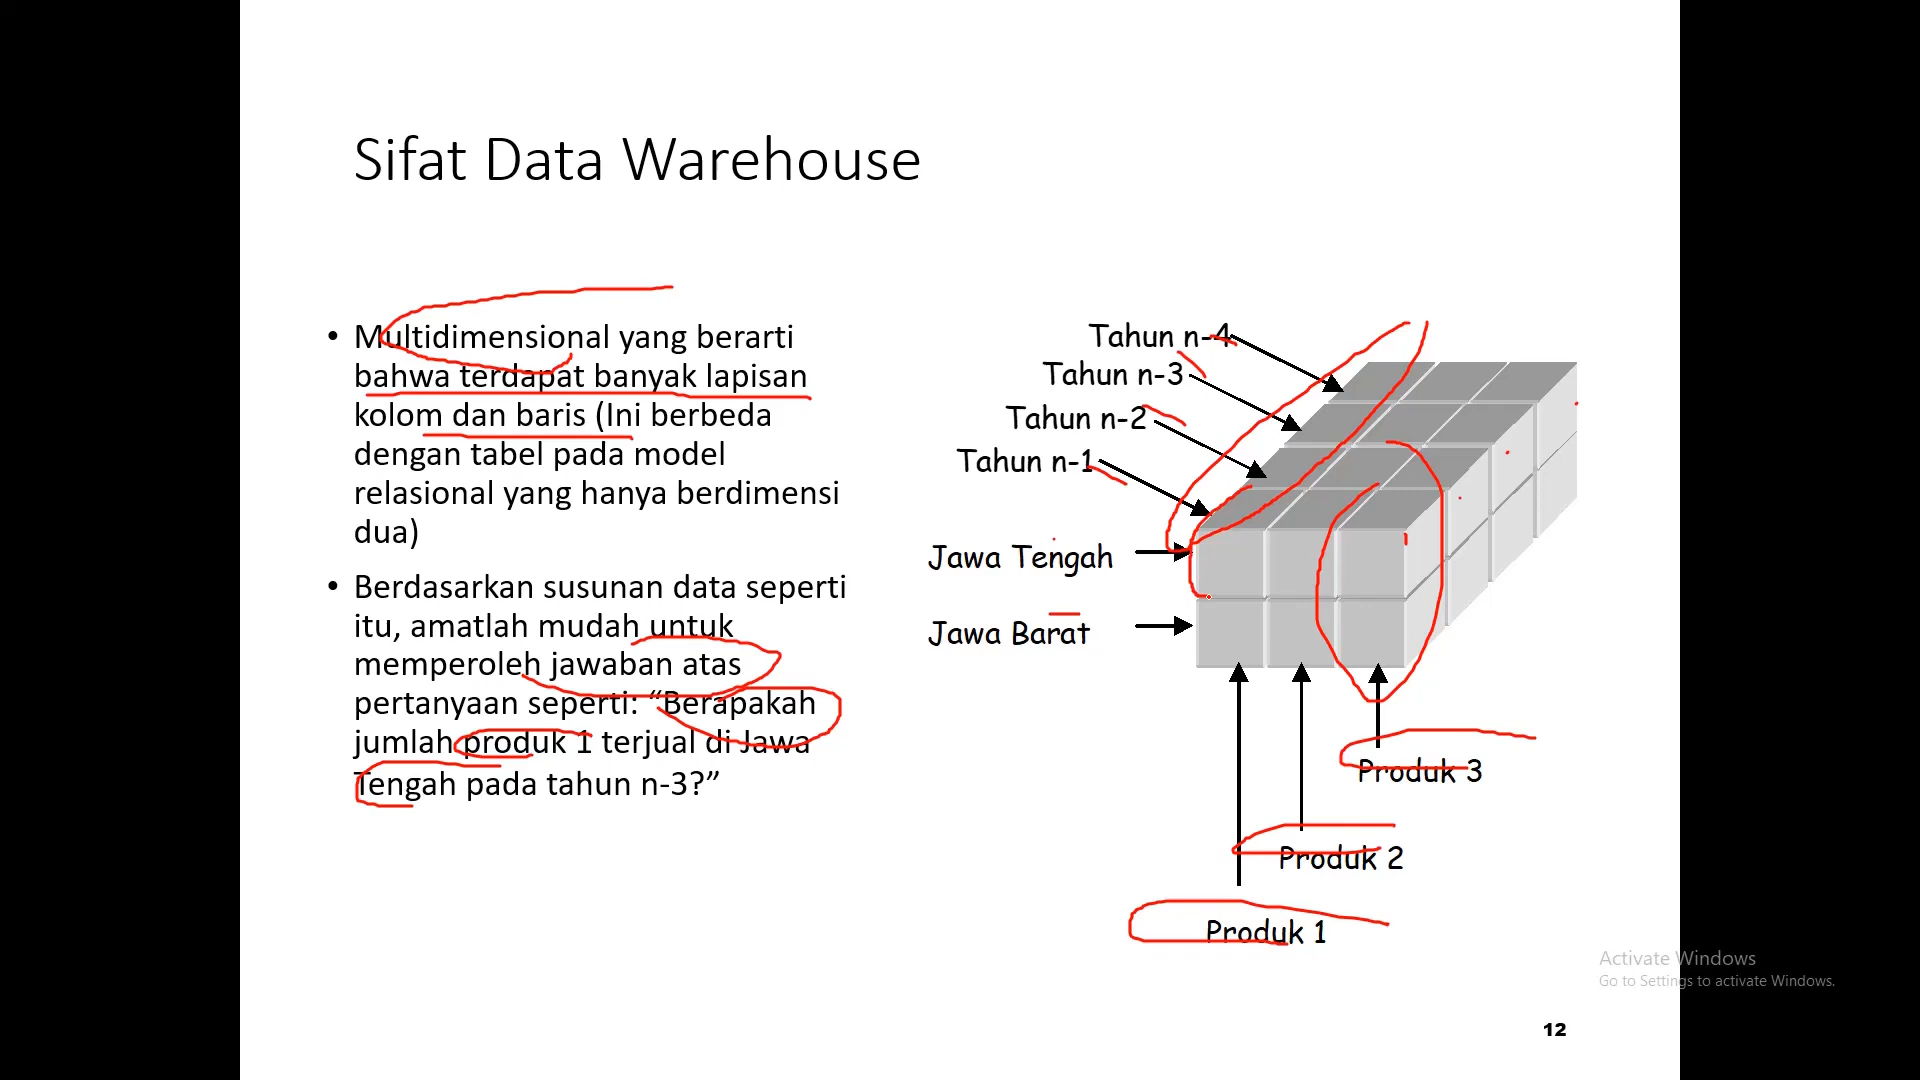 Sifat Data Warehouse
• Multidimensional yang berarti
bahwa terdapat banyak lapisan
kolom dan baris (Ini berbeda
dengan tabel pada model
relasional yang hanya berdimensi
dua)
• Berdasarkan susunan data seperti
itu, amatlah mudah untuk
memperoleh jawaban atas
pertanyaan seperti: “Berapakah
jumlah produk 1 terjual di Jawa
Tengah pada tahun n-3?”
Tahun n-4
Tahun n-3
Tahun n-2
Tahun n-1
Jawa Tengah
Jawa Barat
Produk 3
Produk 2
Produk 1
Activate Windows
Go to Settings to activate Windows.
12